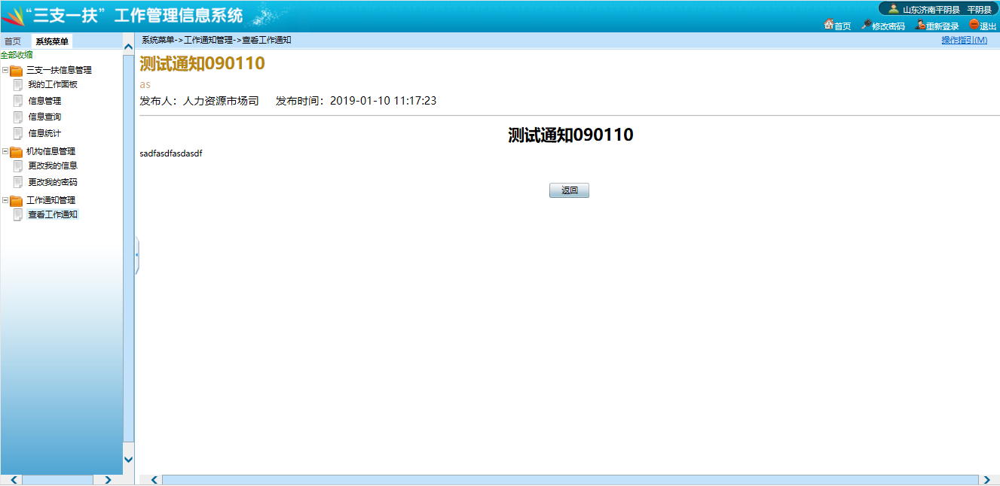 “三支一扶”工作管理信息系统
山东济南平阴县 平阴县
首页 修改密码 重新登录 退出
首页 系统菜单
系统菜单->工作通知管理->查看工作通知
操作指引(M)
全部收缩
三支一扶信息管理
我的工作面板
信息管理
信息查询
信息统计
机构信息管理
更改我的信息
更改我的密码
工作通知管理
查看工作通知
测试通知090110
as
发布人：人力资源市场司 发布时间：2019-01-10 11:17:23
测试通知090110
sadfasdfasdasdf
返回